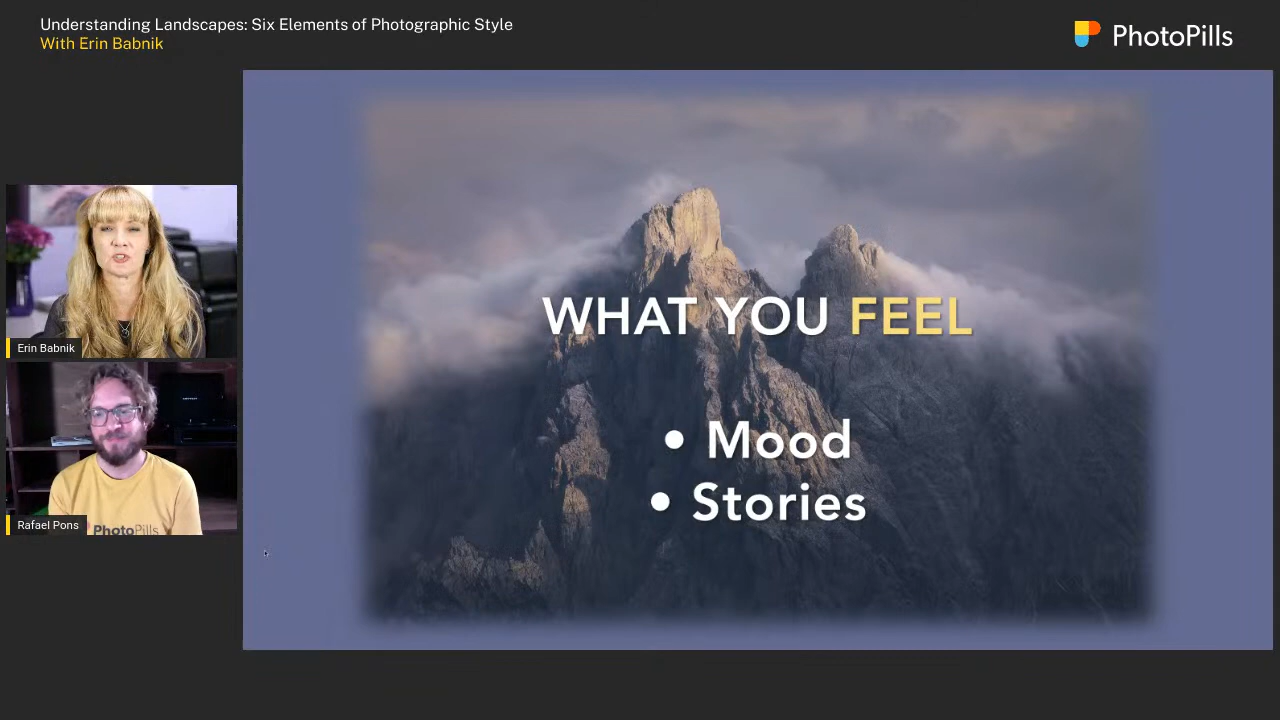 Understanding Landscapes: Six Elements of Photographic Style
With Erin Babnik
PhotoPills
WHAT YOU FEEL
• Mood
• Stories
Erin Babnik
Rafael Pons
PhotoPills